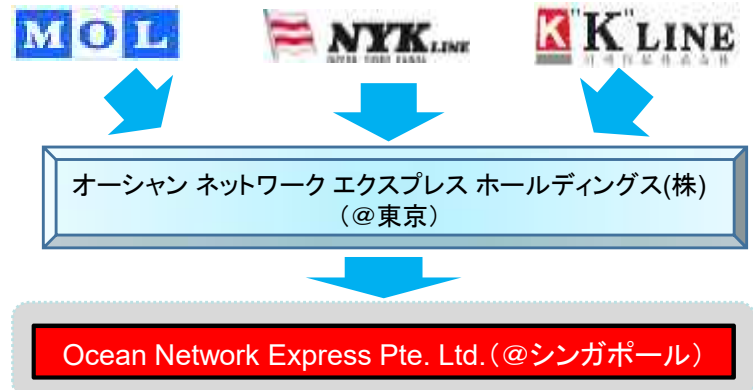 MOL
NYK LINE
K "K" LINE
オーシャン ネットワーク エクスプレス ホールディングス(株)
(@東京)
Ocean Network Express Pte. Ltd.(@シンガポール)